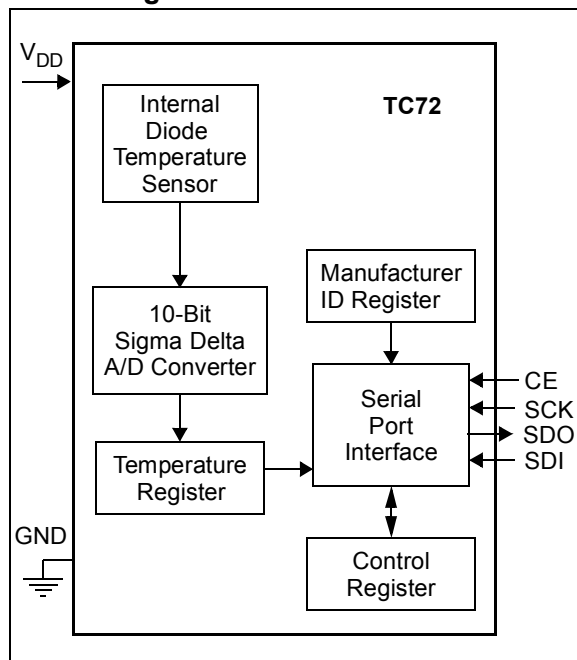 V_DD
Internal
Diode
Temperature
Sensor
TC72
10-Bit
Sigma Delta
A/D Converter
Manufacturer
ID Register
Serial
Port
Interface
CE
SCK
SDO
SDI
Temperature
Register
GND
Control
Register